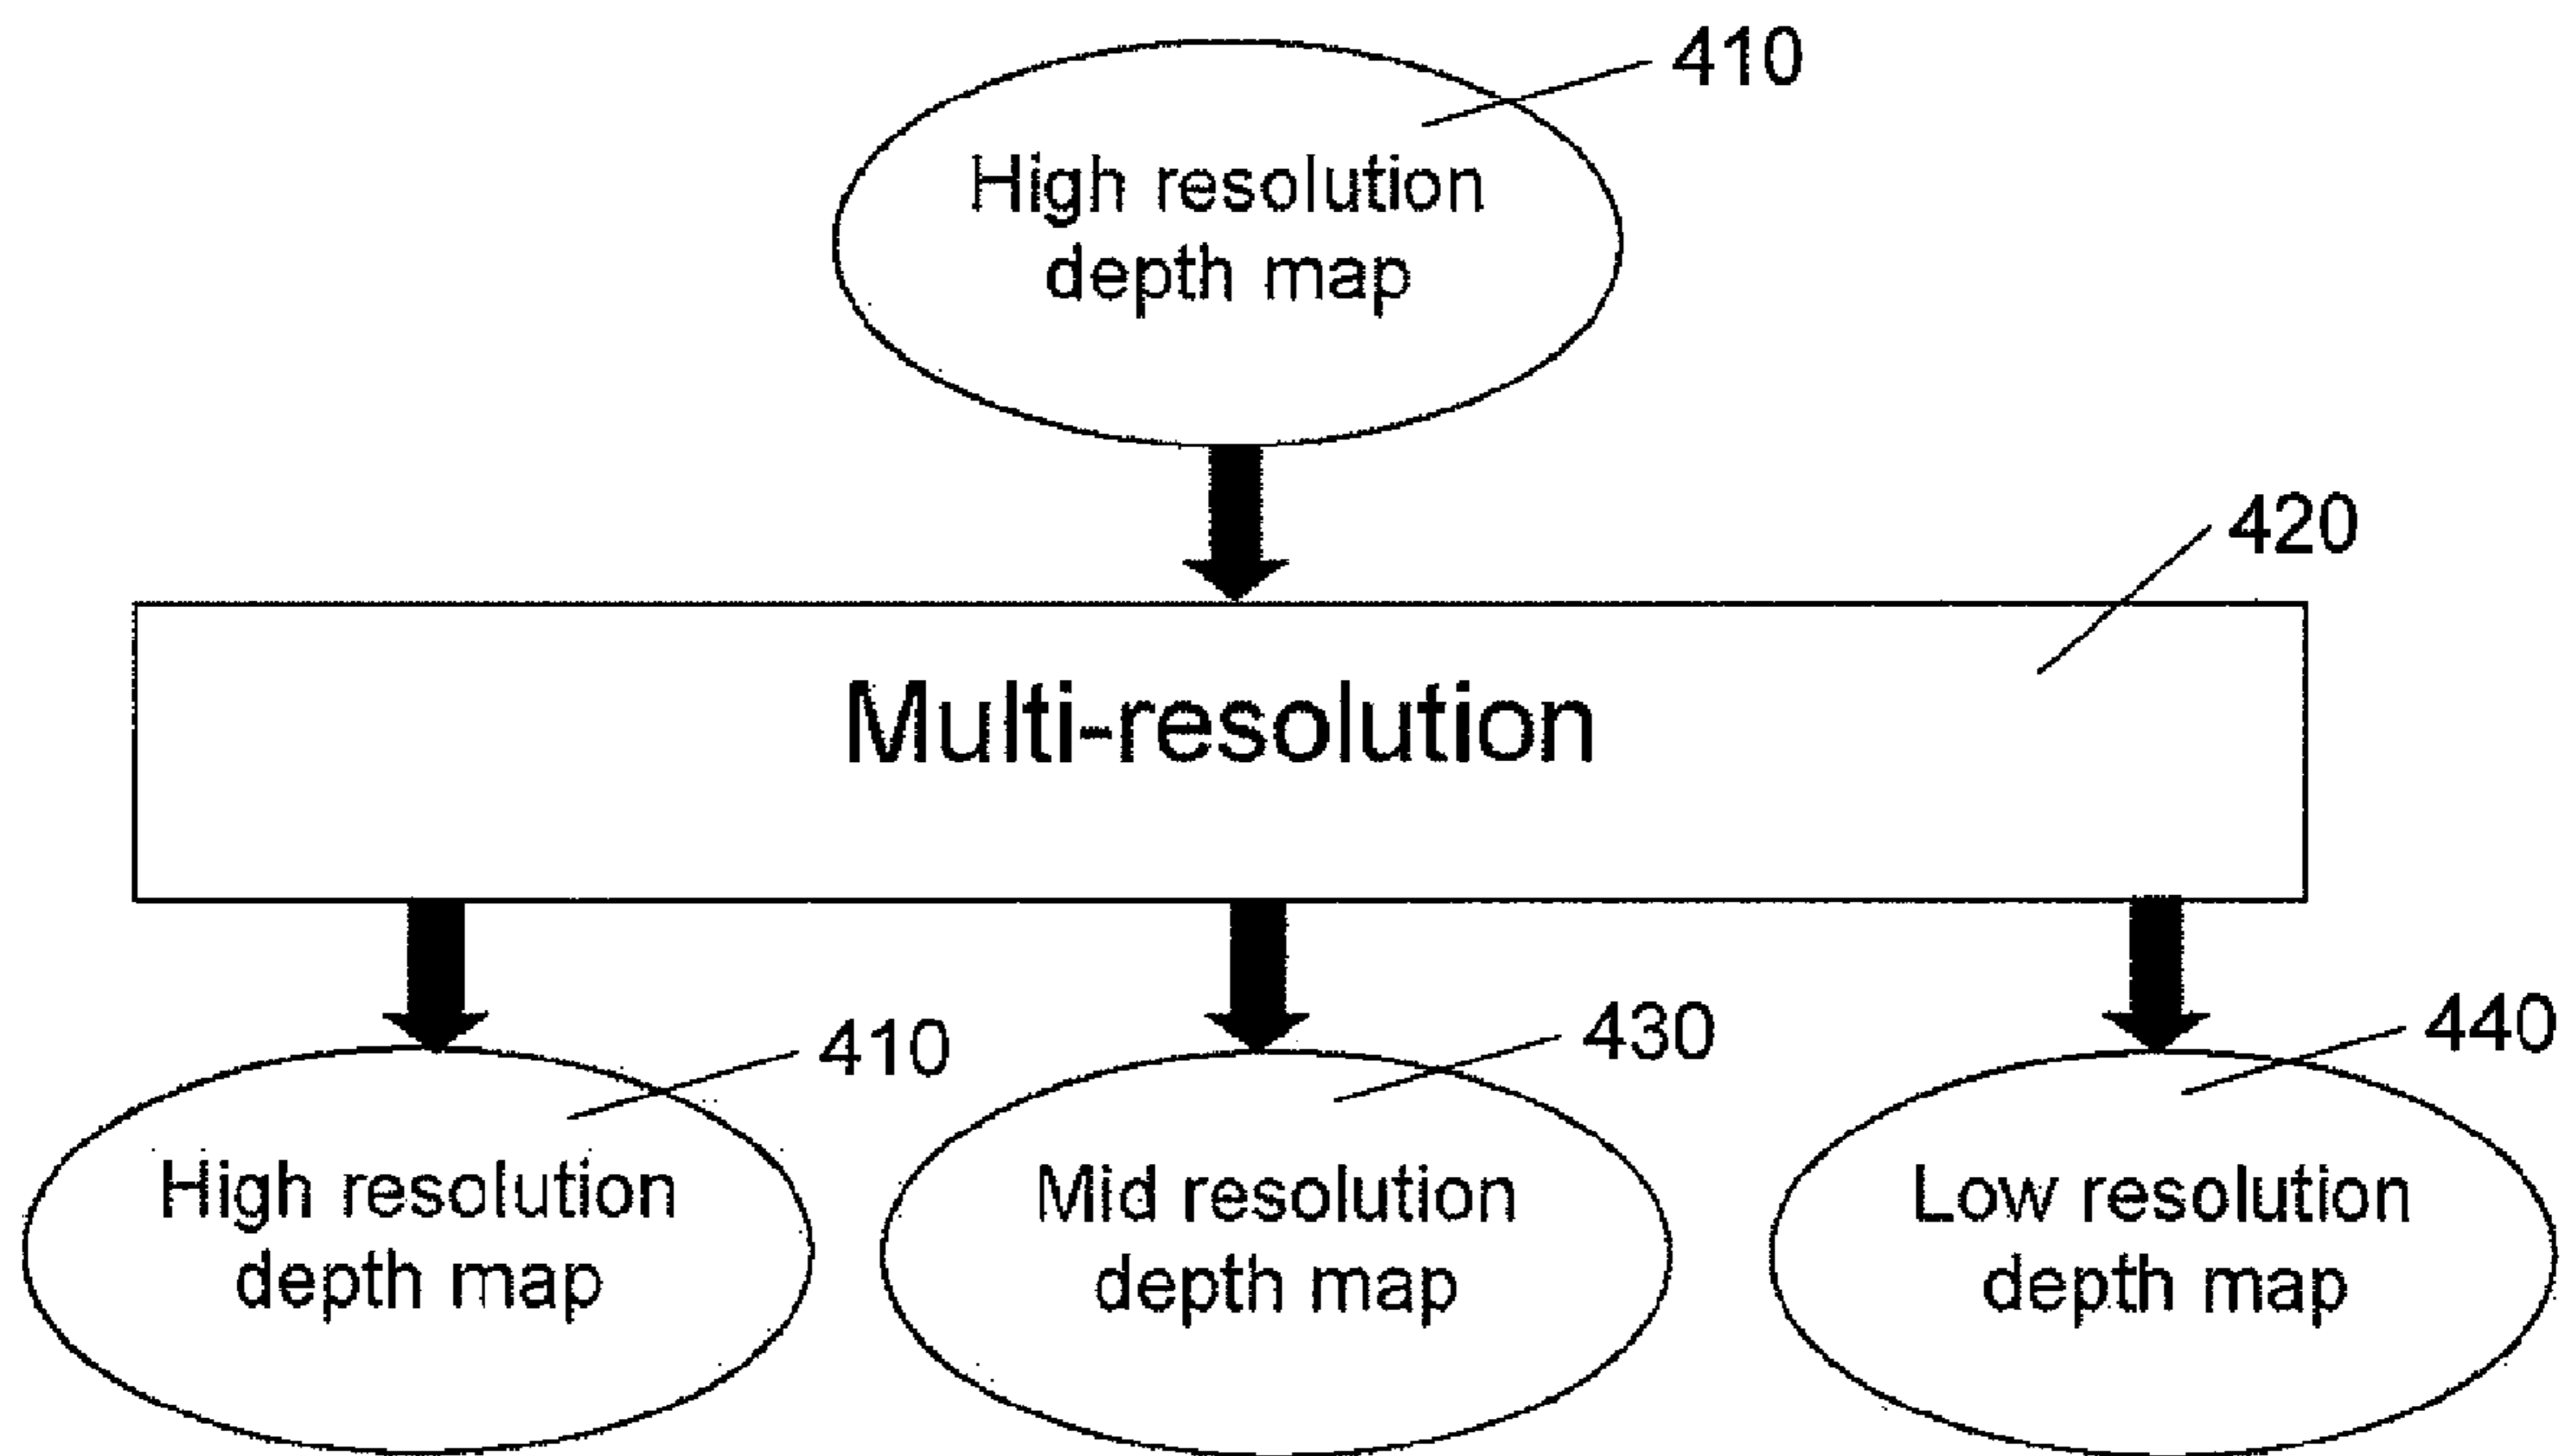 410
High resolution
depth map
420
Multi-resolution
410
430
440
High resolution
depth map
Mid resolution
depth map
Low resolution
depth map